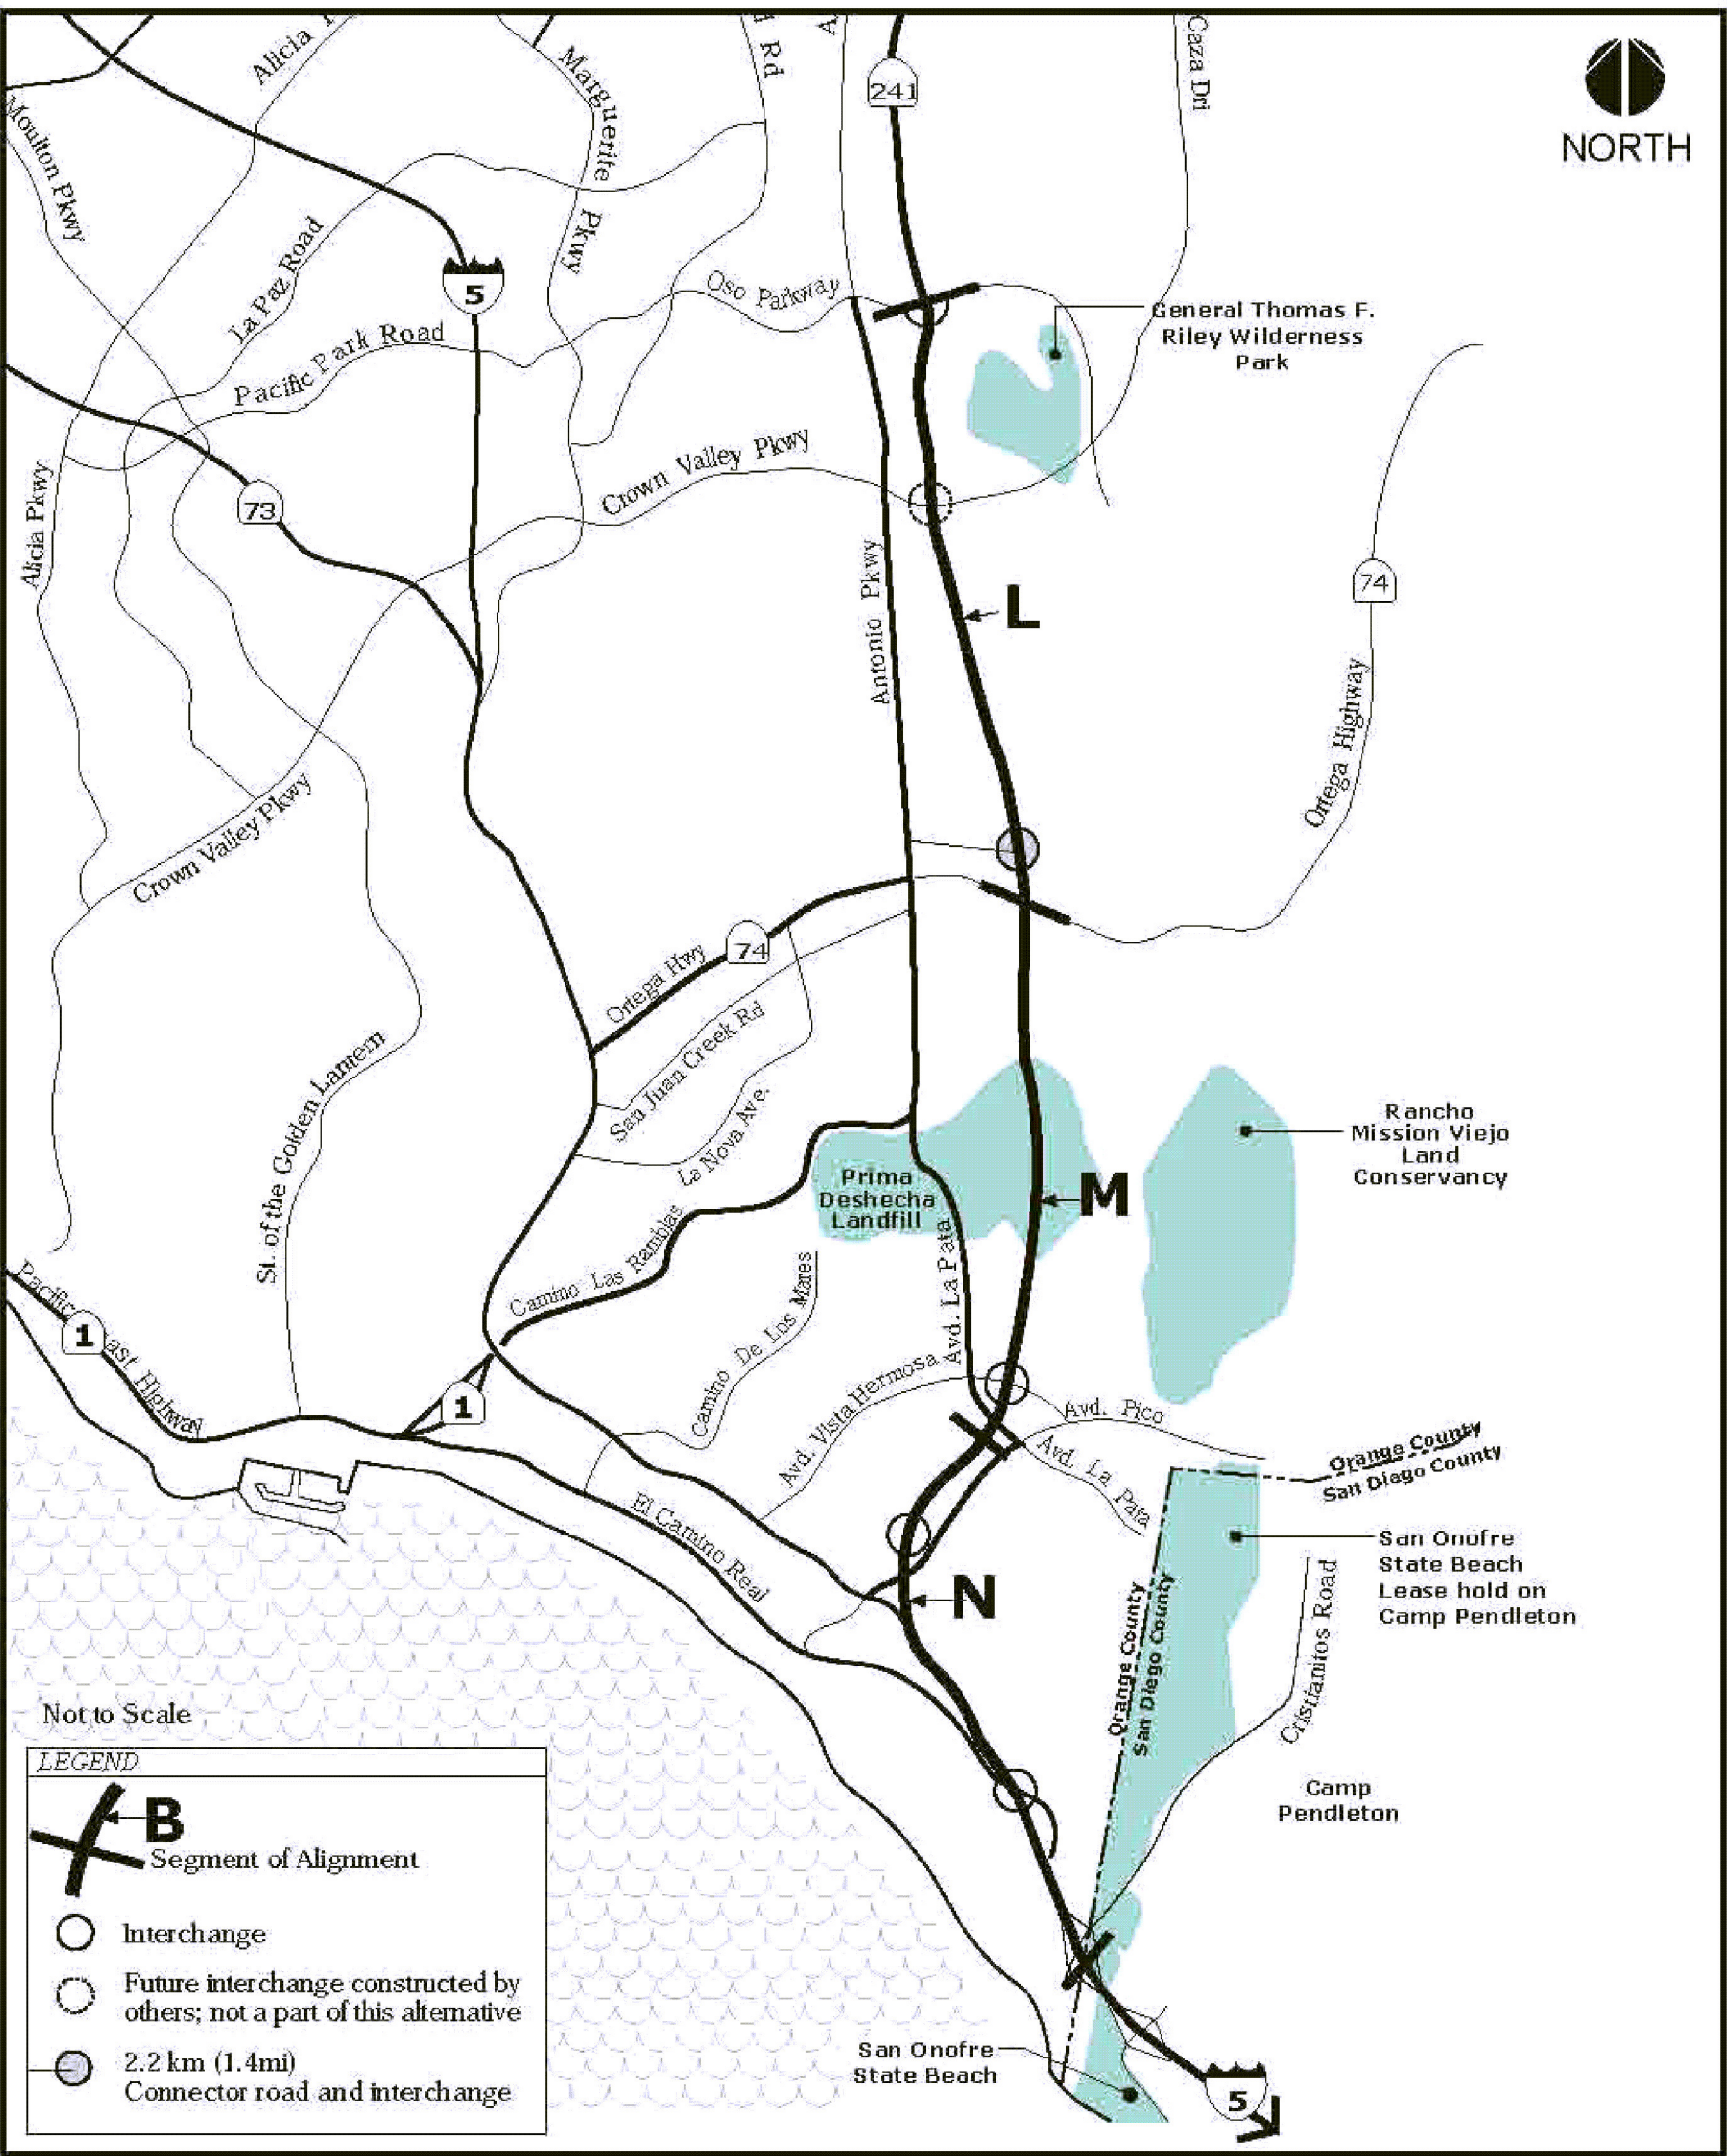 Alicia
Marguerite
Pkwy
Rd
241
Caza Dri
NORTH
Moulton Pkwy
La Paz Road
5
Oso Parkway
General Thomas F.
Riley Wilderness
Park
Pacific Park Road
Crown Valley Pkwy
73
Alicia Pkwy
Antonio Pkwy
L
74
Ortega Highway
Crown Valley Pkwy
74
Ortega Hwy
San Juan Creek Rd
La Nova Ave.
St. of the Golden Lantern
Rancho
Mission Viejo
Land
Conservancy
Prima
Deshecha
Landfill
M
Avd. La Pata
Camino Las Ramblas
Camino De Los Mares
Avd. Vista Hermosa
Pacific
1
ast Highway
1
Avd. Pico
Avd. La Pata
Orange County
San Diego County
El Camino Real
San Onofre
State Beach
Lease hold on
Camp Pendleton
N
Orange County
San Diego County
Cristianitos Road
Camp
Pendleton
Not to Scale
LEGEND
B
Segment of Alignment
Interchange
Future interchange constructed by
others; not a part of this alternative
2.2 km (1.4mi)
Connector road and interchange
San Onofre
State Beach
5